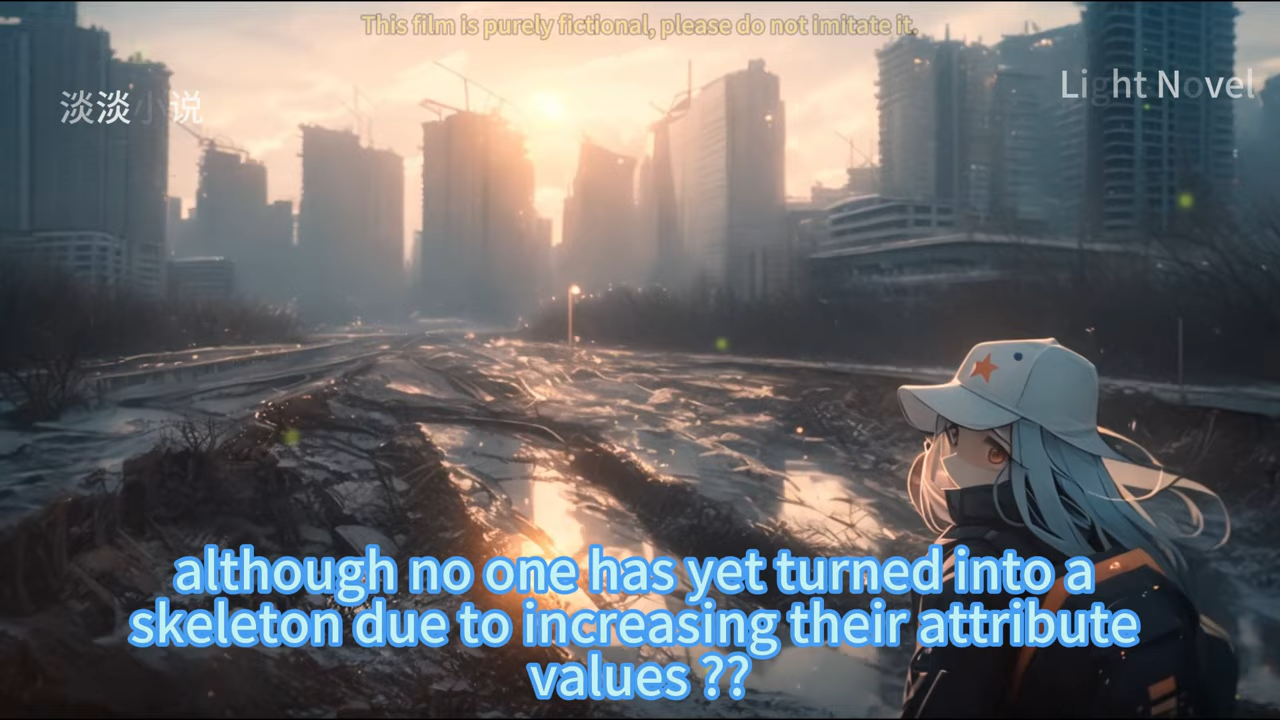 This film is purely fictional, please do not imitate it.
淡淡小说
Light Novel
although no one has yet turned into a
skeleton due to increasing their attribute
values ??